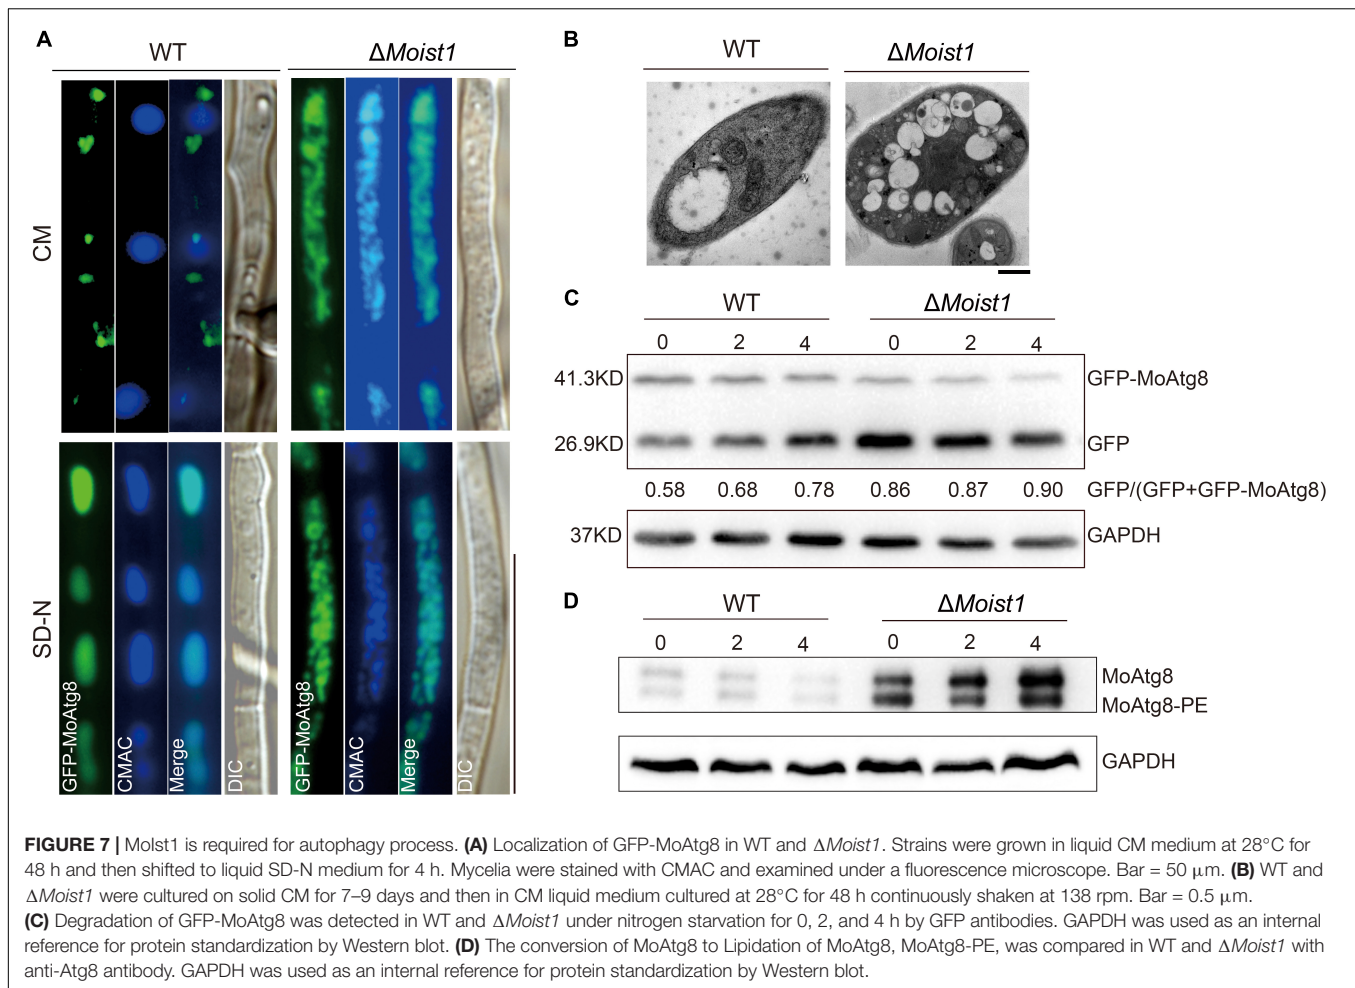 A
WT
ΔMoist1
CM
SD-N
GFP-MoAtg8
CMAC
Merge
DIC
GFP-MoAtg8
CMAC
Merge
DIC
B
WT
ΔMoist1
C
WT
ΔMoist1
0 2 4 0 2 4
41.3KD GFP-MoAtg8
26.9KD GFP
0.58 0.68 0.78 0.86 0.87 0.90 GFP/(GFP+GFP-MoAtg8)
37KD GAPDH
D
WT
ΔMoist1
0 2 4 0 2 4
MoAtg8
MoAtg8-PE
GAPDH
FIGURE 7 | MoIst1 is required for autophagy process. (A) Localization of GFP-MoAtg8 in WT and ΔMoist1. Strains were grown in liquid CM medium at 28°C for
48 h and then shifted to liquid SD-N medium for 4 h. Mycelia were stained with CMAC and examined under a fluorescence microscope. Bar = 50 μm. (B) WT and
ΔMoist1 were cultured on solid CM for 7–9 days and then in CM liquid medium cultured at 28°C for 48 h continuously shaken at 138 rpm. Bar = 0.5 μm.
(C) Degradation of GFP-MoAtg8 was detected in WT and ΔMoist1 under nitrogen starvation for 0, 2, and 4 h by GFP antibodies. GAPDH was used as an internal
reference for protein standardization by Western blot. (D) The conversion of MoAtg8 to Lipidation of MoAtg8, MoAtg8-PE, was compared in WT and ΔMoist1 with
anti-Atg8 antibody. GAPDH was used as an internal reference for protein standardization by Western blot.